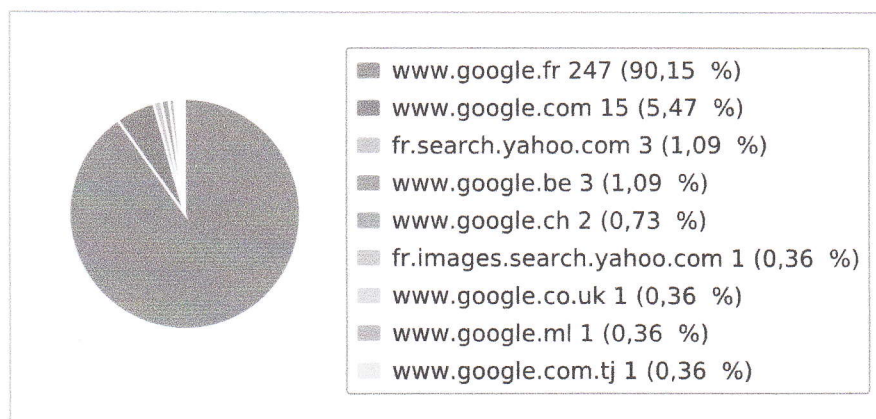 www.google.fr 247 (90,15 %)
www.google.com 15 (5,47 %)
fr.search.yahoo.com 3 (1,09 %)
www.google.be 3 (1,09 %)
www.google.ch 2 (0,73 %)
fr.images.search.yahoo.com 1 (0,36 %)
www.google.co.uk 1 (0,36 %)
www.google.ml 1 (0,36 %)
www.google.com.tj 1 (0,36 %)